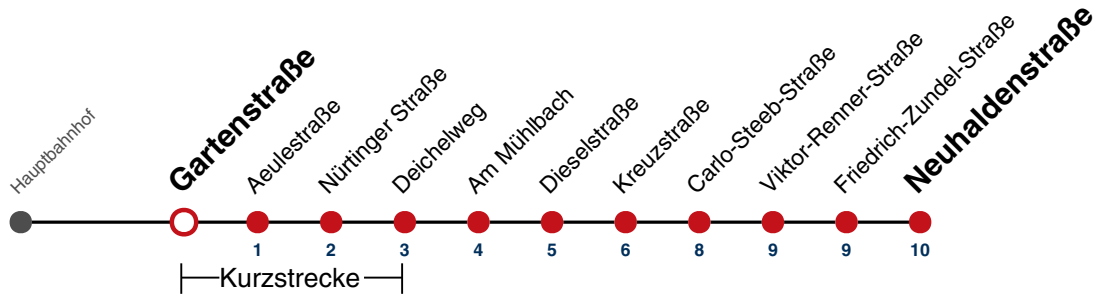 Hauptbahnhof
Gartenstraße
Aeulestraße
Nürtinger Straße
Deichelweg
Am Mühlbach
Dieselstraße
Kreuzstraße
Carlo-Steeb-Straße
Viktor-Renner-Straße
Friedrich-Zundel-Straße
Neuhaldenstraße
1 2 3 4 5 6 8 9 9 10
Kurzstrecke